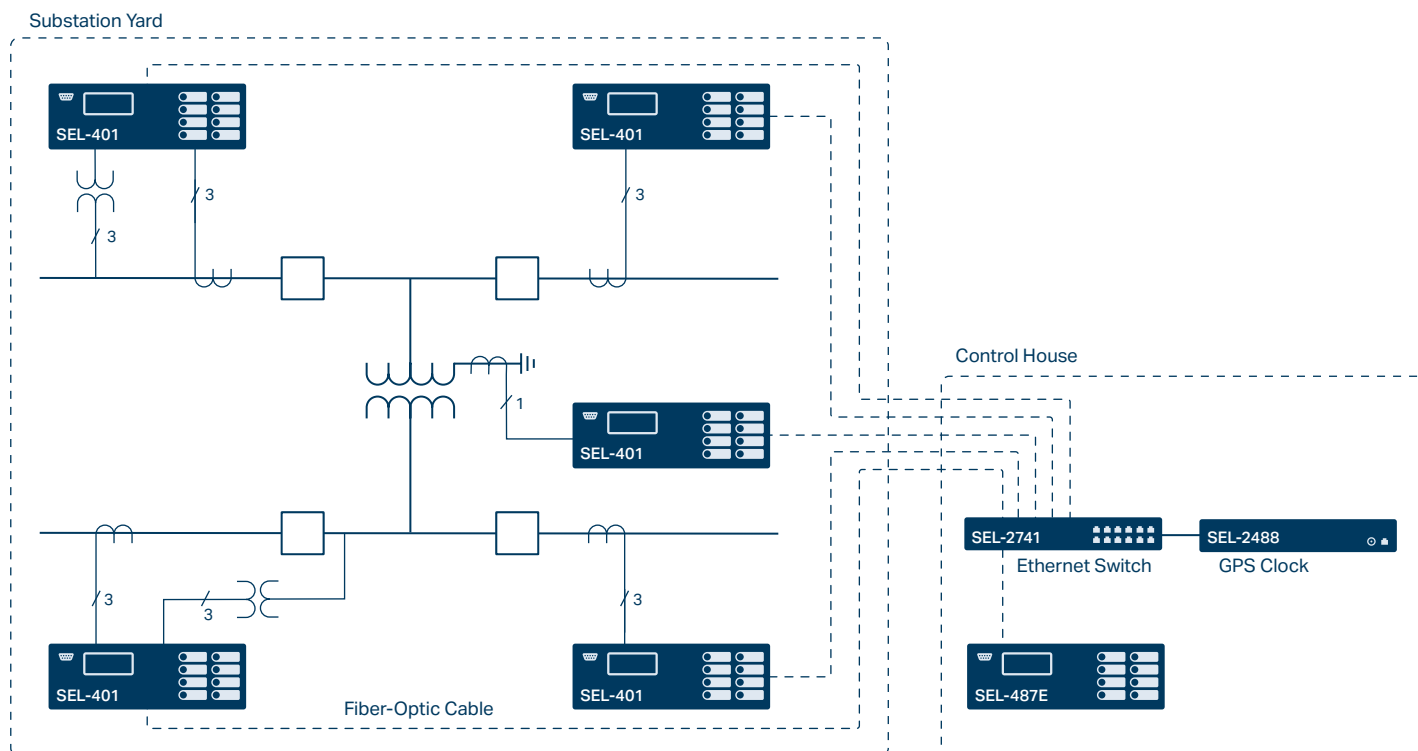 Substation Yard
SEL-401
SEL-401
3
3
3
Control House
1
SEL-401
SEL-2741
SEL-2488
Ethernet Switch
GPS Clock
3
3
3
SEL-401
SEL-401
SEL-487E
Fiber-Optic Cable